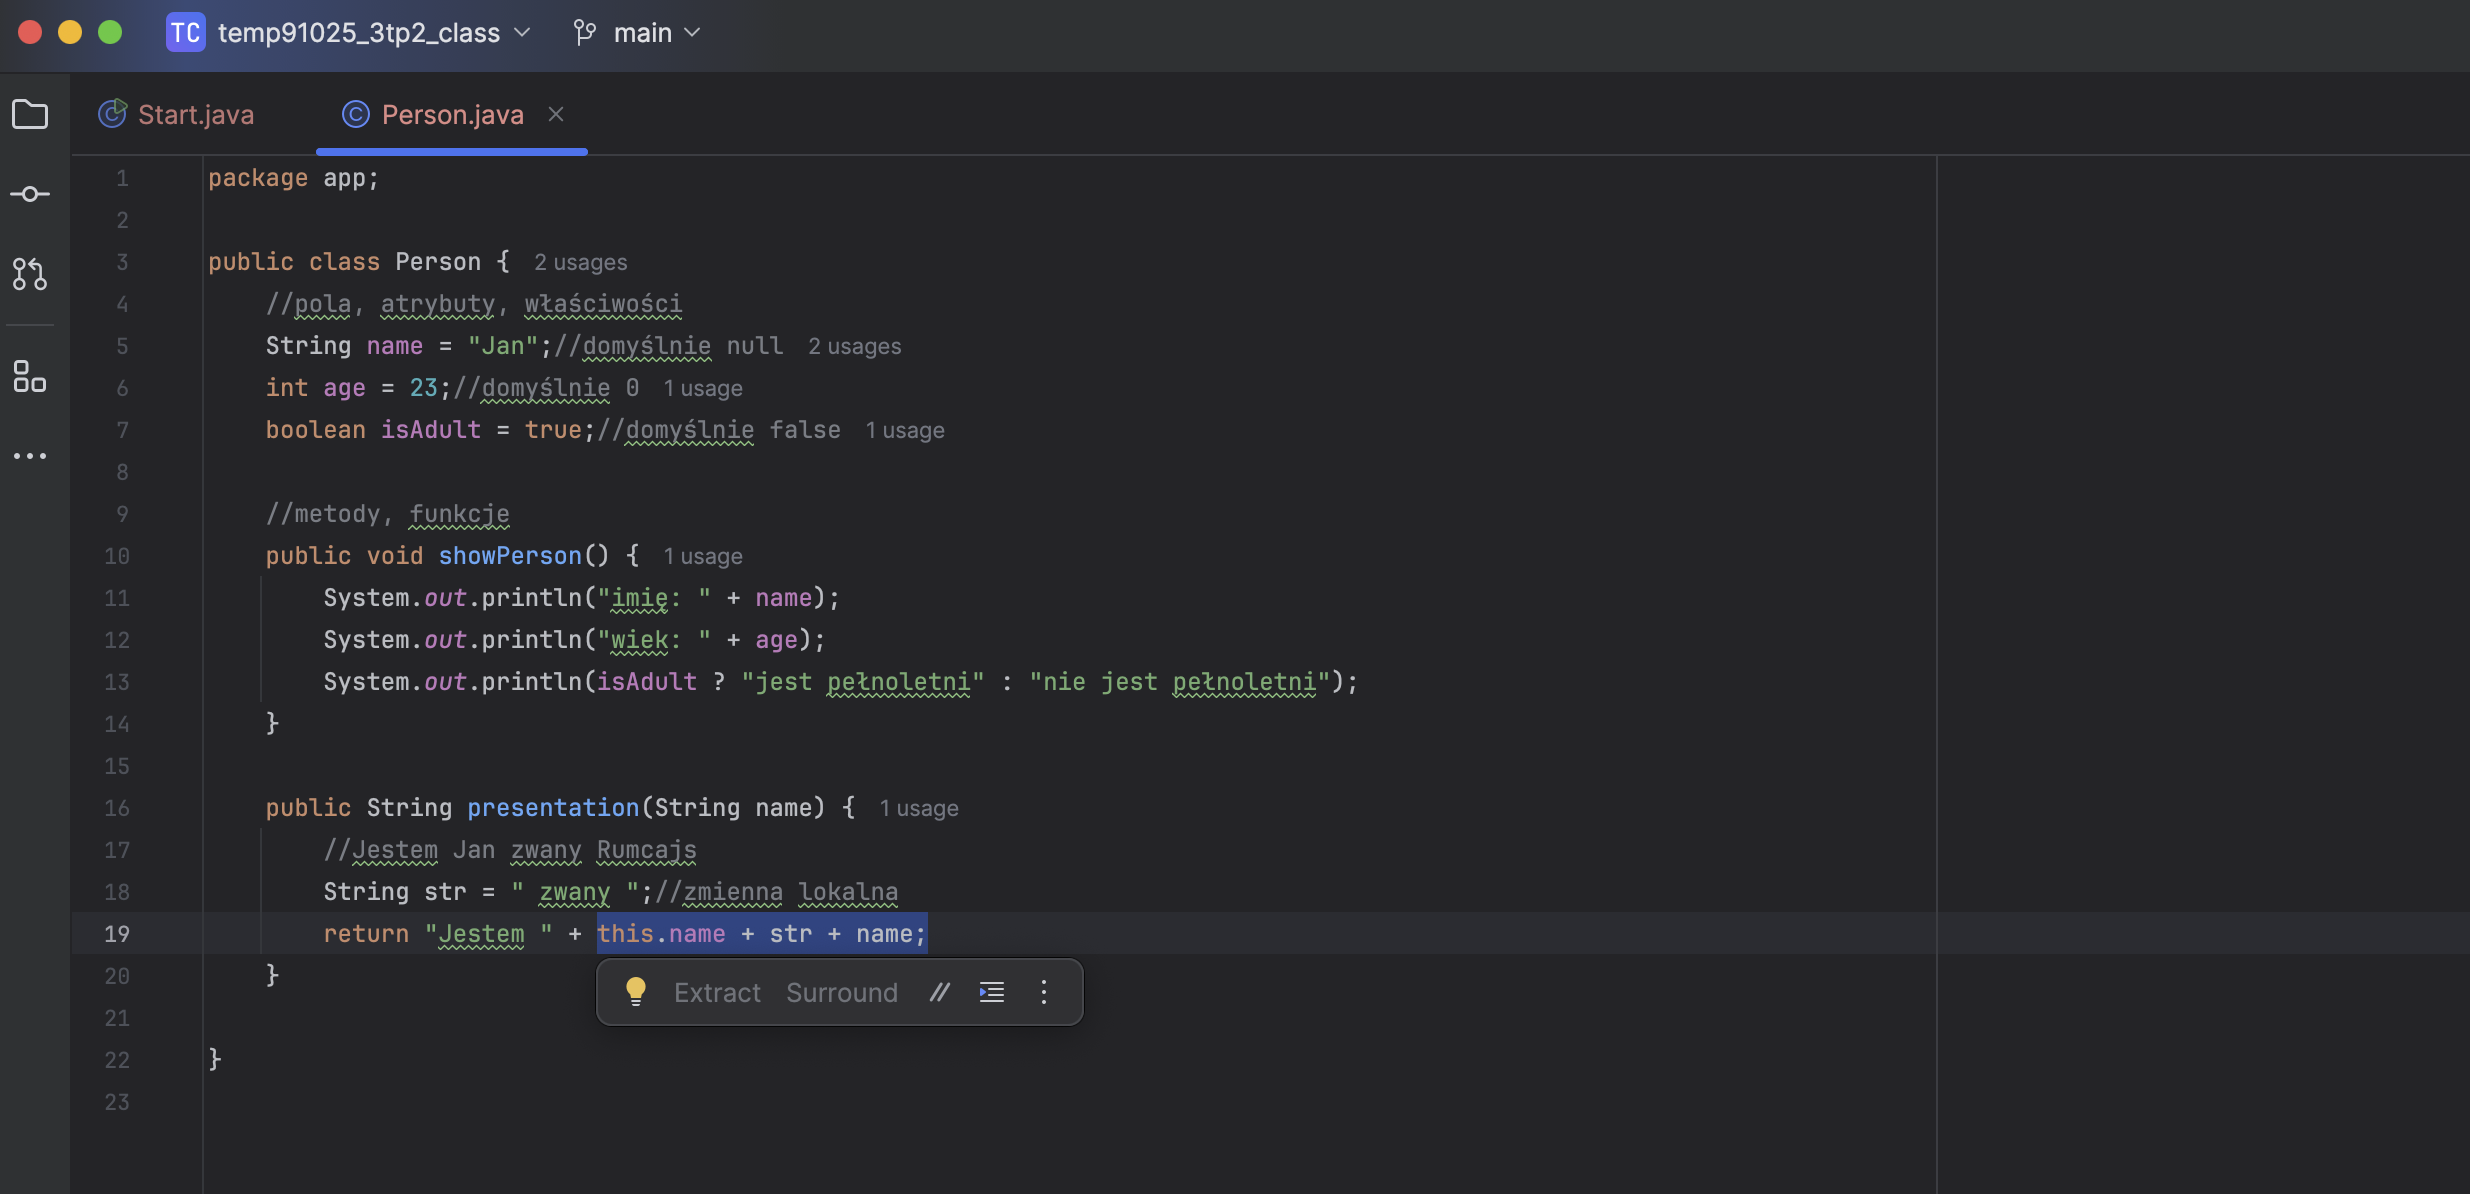 TC temp91025_3tp2_class main
Start.java Person.java
1 package app;
2
3 public class Person { 2 usages
4 //pola, atrybuty, właściwości
5 String name = "Jan";//domyślnie null 2 usages
6 int age = 23;//domyślnie 0 1 usage
7 boolean isAdult = true;//domyślnie false 1 usage
8
9 //metody, funkcje
10 public void showPerson() { 1 usage
11 System.out.println("imię: " + name);
12 System.out.println("wiek: " + age);
13 System.out.println(isAdult ? "jest pełnoletni" : "nie jest pełnoletni");
14 }
15
16 public String presentation(String name) { 1 usage
17 //Jestem Jan zwany Rumcajs
18 String str = " zwany ";//zmienna lokalna
19 return "Jestem " + this.name + str + name;
20 }
Extract Surround //
21
22 }
23